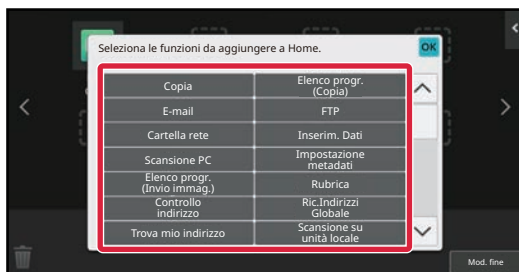 Seleziona le funzioni da aggiungere a Home.
OK
Copia
Elenco progr.
(Copia)
E-mail
FTP
Cartella rete
Inserim. Dati
Scansione PC
Impostazione
metadati
Elenco progr.
(Invio immag.)
Rubrica
Controllo
indirizzo
Ric.Indirizzi
Globale
Trova mio indirizzo
Scansione su
unità locale
Mod. fine